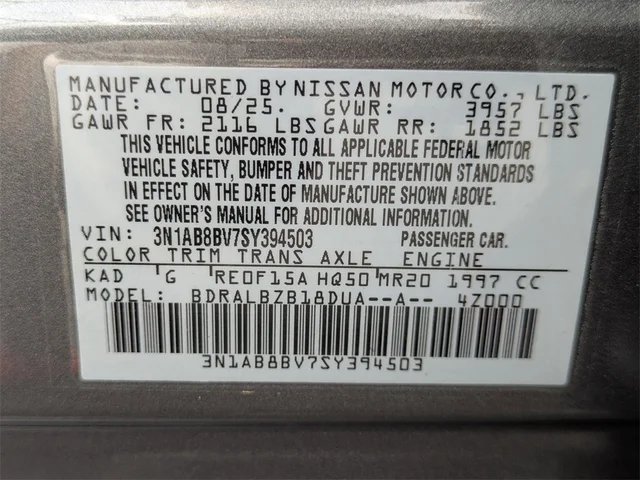 MANUFACTURED BY NISSAN MOTOR CO., LTD.
DATE: 08/25. GVWR: 3957 LBS
GAWR FR: 2116 LBS GAWR RR: 1852 LBS
THIS VEHICLE CONFORMS TO ALL APPLICABLE FEDERAL MOTOR
VEHICLE SAFETY, BUMPER AND THEFT PREVENTION STANDARDS
IN EFFECT ON THE DATE OF MANUFACTURE SHOWN ABOVE.
SEE OWNER'S MANUAL FOR ADDITIONAL INFORMATION.
VIN: 3N1AB8BV7SY394503 PASSENGER CAR.
COLOR TRIM TRANS AXLE ENGINE
KAD G RE0F15A HQ50 MR20 1997 CC
MODEL: BDRALBZB18DUA--A-- 4Z000
3N1AB8BV7SY394503